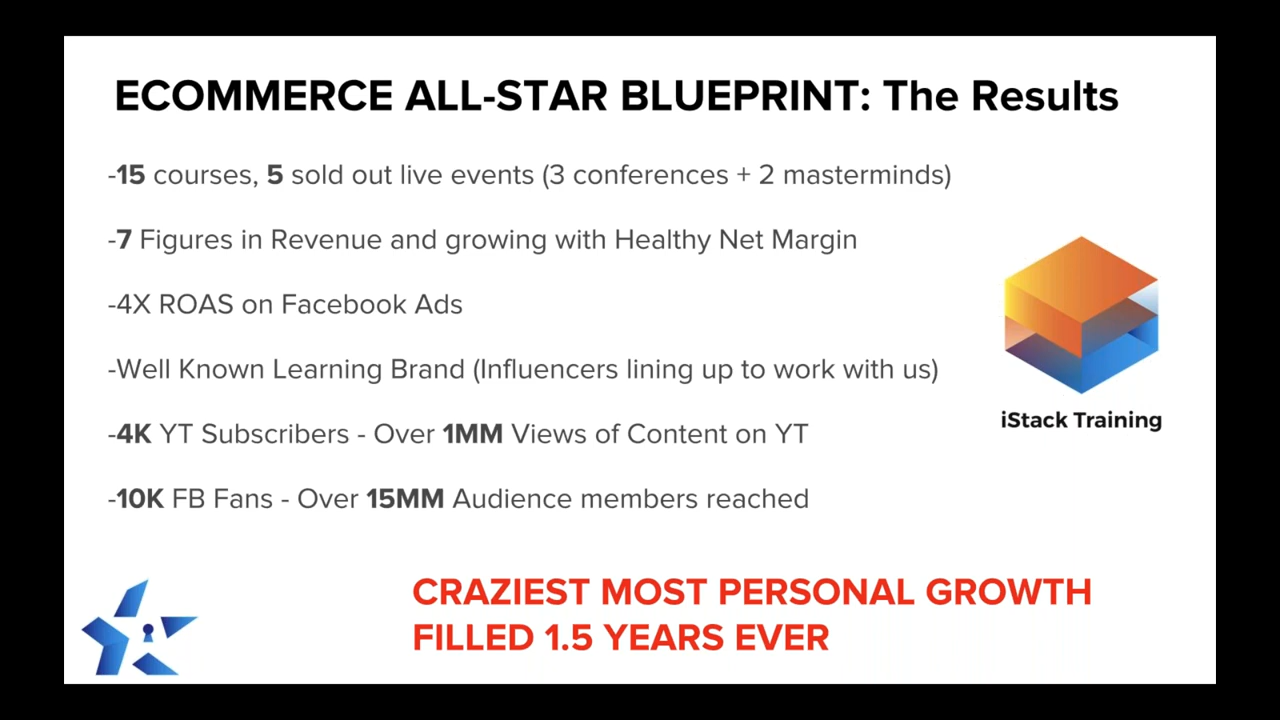 ECOMMERCE ALL-STAR BLUEPRINT: The Results
-15 courses, 5 sold out live events (3 conferences + 2 masterminds)
-7 Figures in Revenue and growing with Healthy Net Margin
-4X ROAS on Facebook Ads
-Well Known Learning Brand (Influencers lining up to work with us)
iStack Training
-4K YT Subscribers - Over 1MM Views of Content on YT
-10K FB Fans - Over 15MM Audience members reached
CRAZIEST MOST PERSONAL GROWTH
FILLED 1.5 YEARS EVER